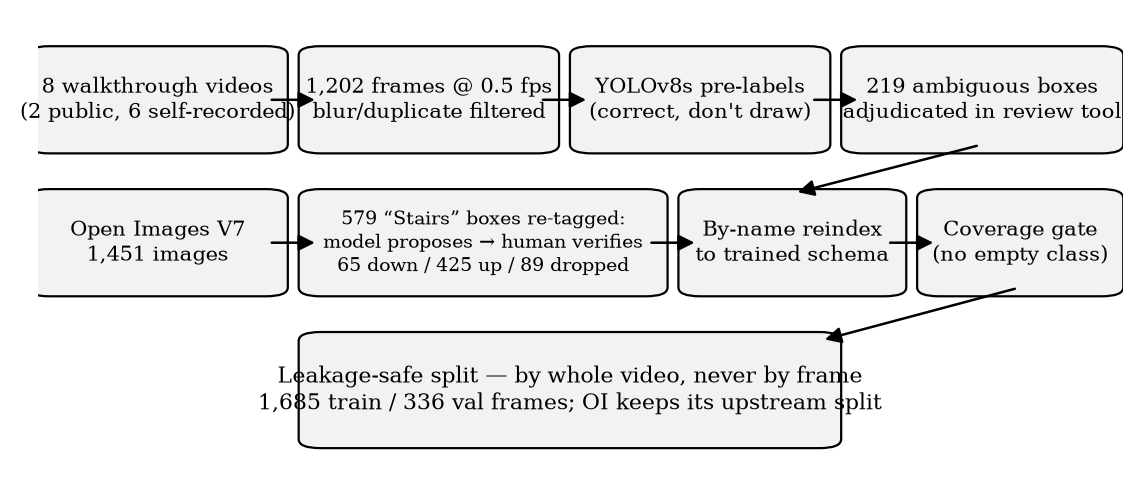 8 walkthrough videos
(2 public, 6 self-recorded)
1,202 frames @ 0.5 fps
blur/duplicate filtered
YOLOv8s pre-labels
(correct, don't draw)
219 ambiguous boxes
adjudicated in review tool
Open Images V7
1,451 images
579 “Stairs” boxes re-tagged:
model proposes → human verifies
65 down / 425 up / 89 dropped
By-name reindex
to trained schema
Coverage gate
(no empty class)
Leakage-safe split — by whole video, never by frame
1,685 train / 336 val frames; OI keeps its upstream split